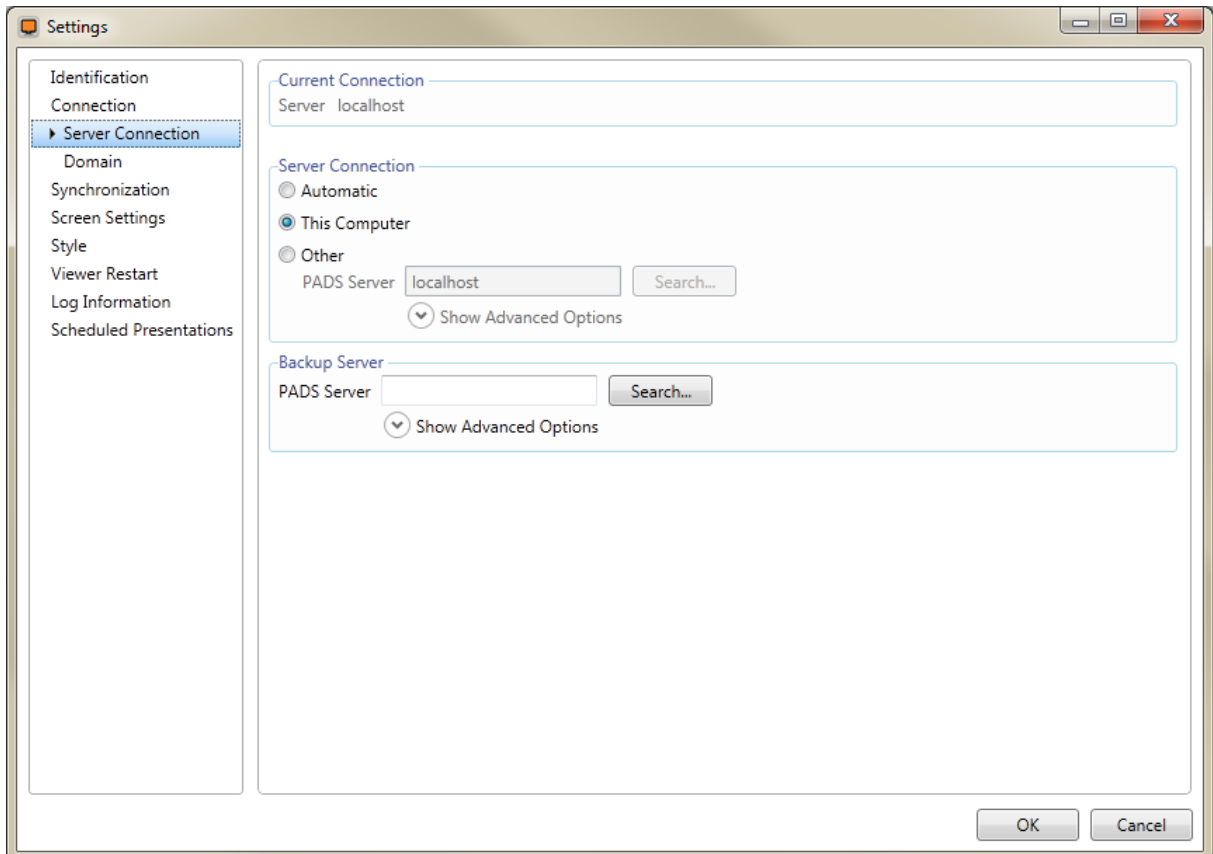 Settings
Identification
Connection
Server Connection
Domain
Synchronization
Screen Settings
Style
Viewer Restart
Log Information
Scheduled Presentations
Current Connection
Server localhost
Server Connection
Automatic
This Computer
Other
PADS Server localhost Search...
Show Advanced Options
Backup Server
PADS Server Search...
Show Advanced Options
OK Cancel